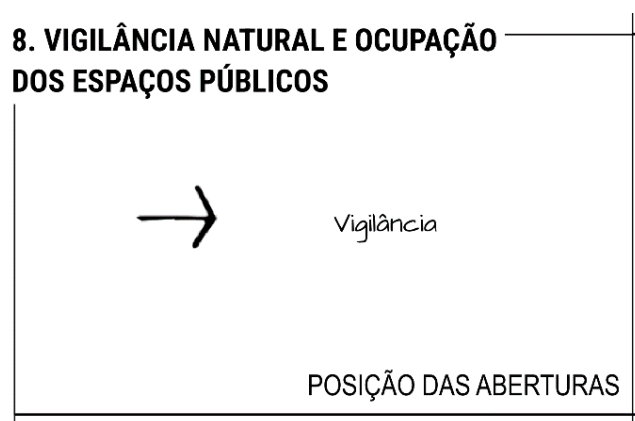 8. VIGILÂNCIA NATURAL E OCUPAÇÃO
DOS ESPAÇOS PÚBLICOS
Vigilância
POSIÇÃO DAS ABERTURAS